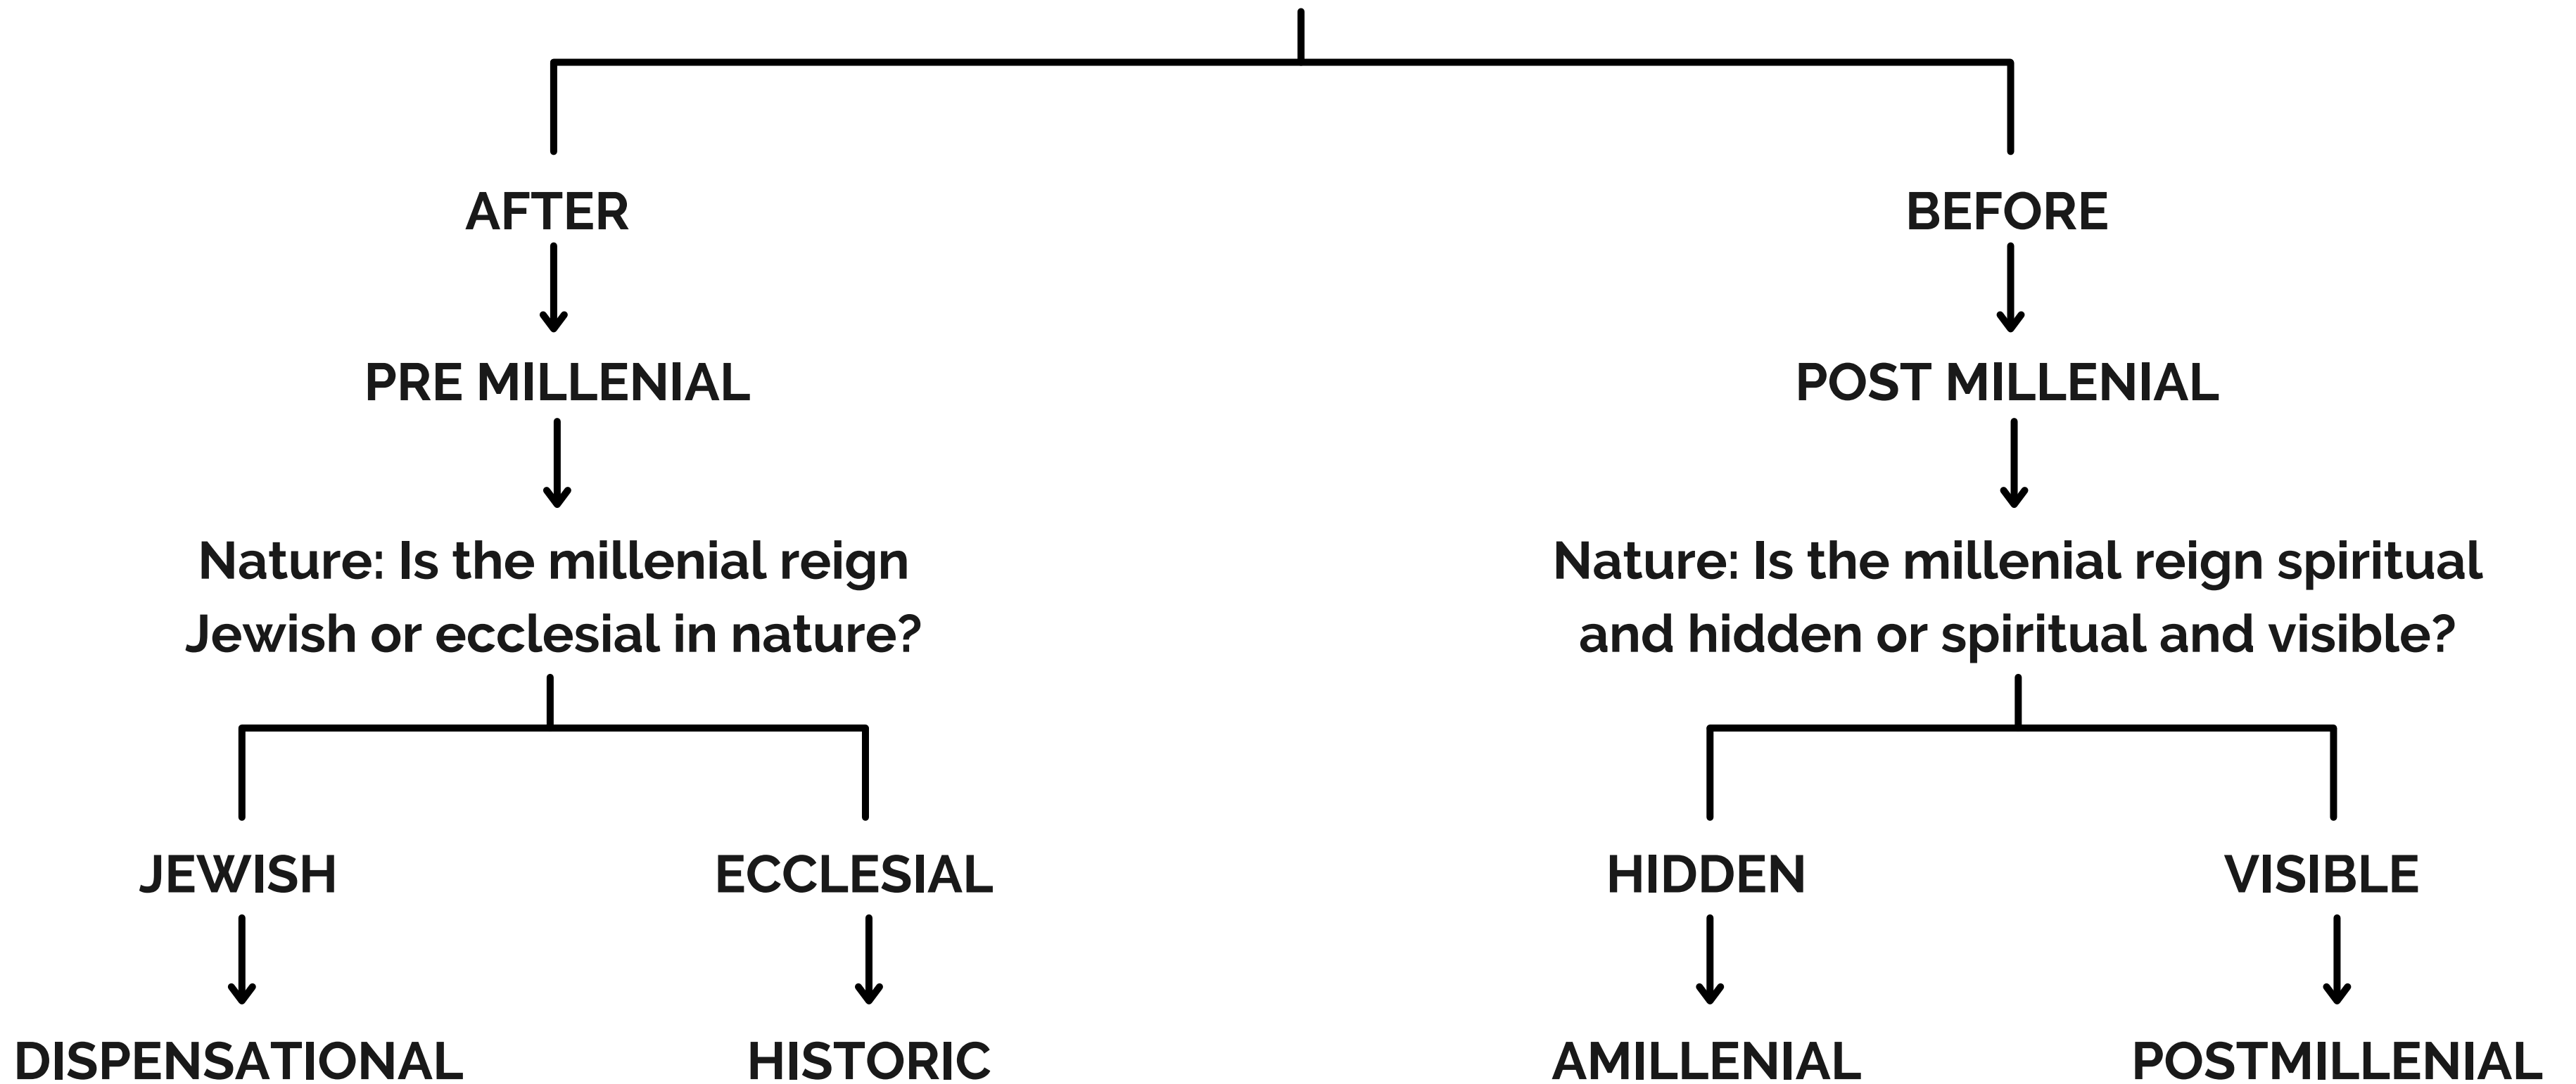 AFTER
BEFORE
PRE MILLENIAL
POST MILLENIAL
Nature: Is the millenial reign
Jewish or ecclesial in nature?
Nature: Is the millenial reign spiritual
and hidden or spiritual and visible?
JEWISH
ECCLESIAL
HIDDEN
VISIBLE
DISPENSATIONAL
HISTORIC
AMILLENIAL
POSTMILLENIAL